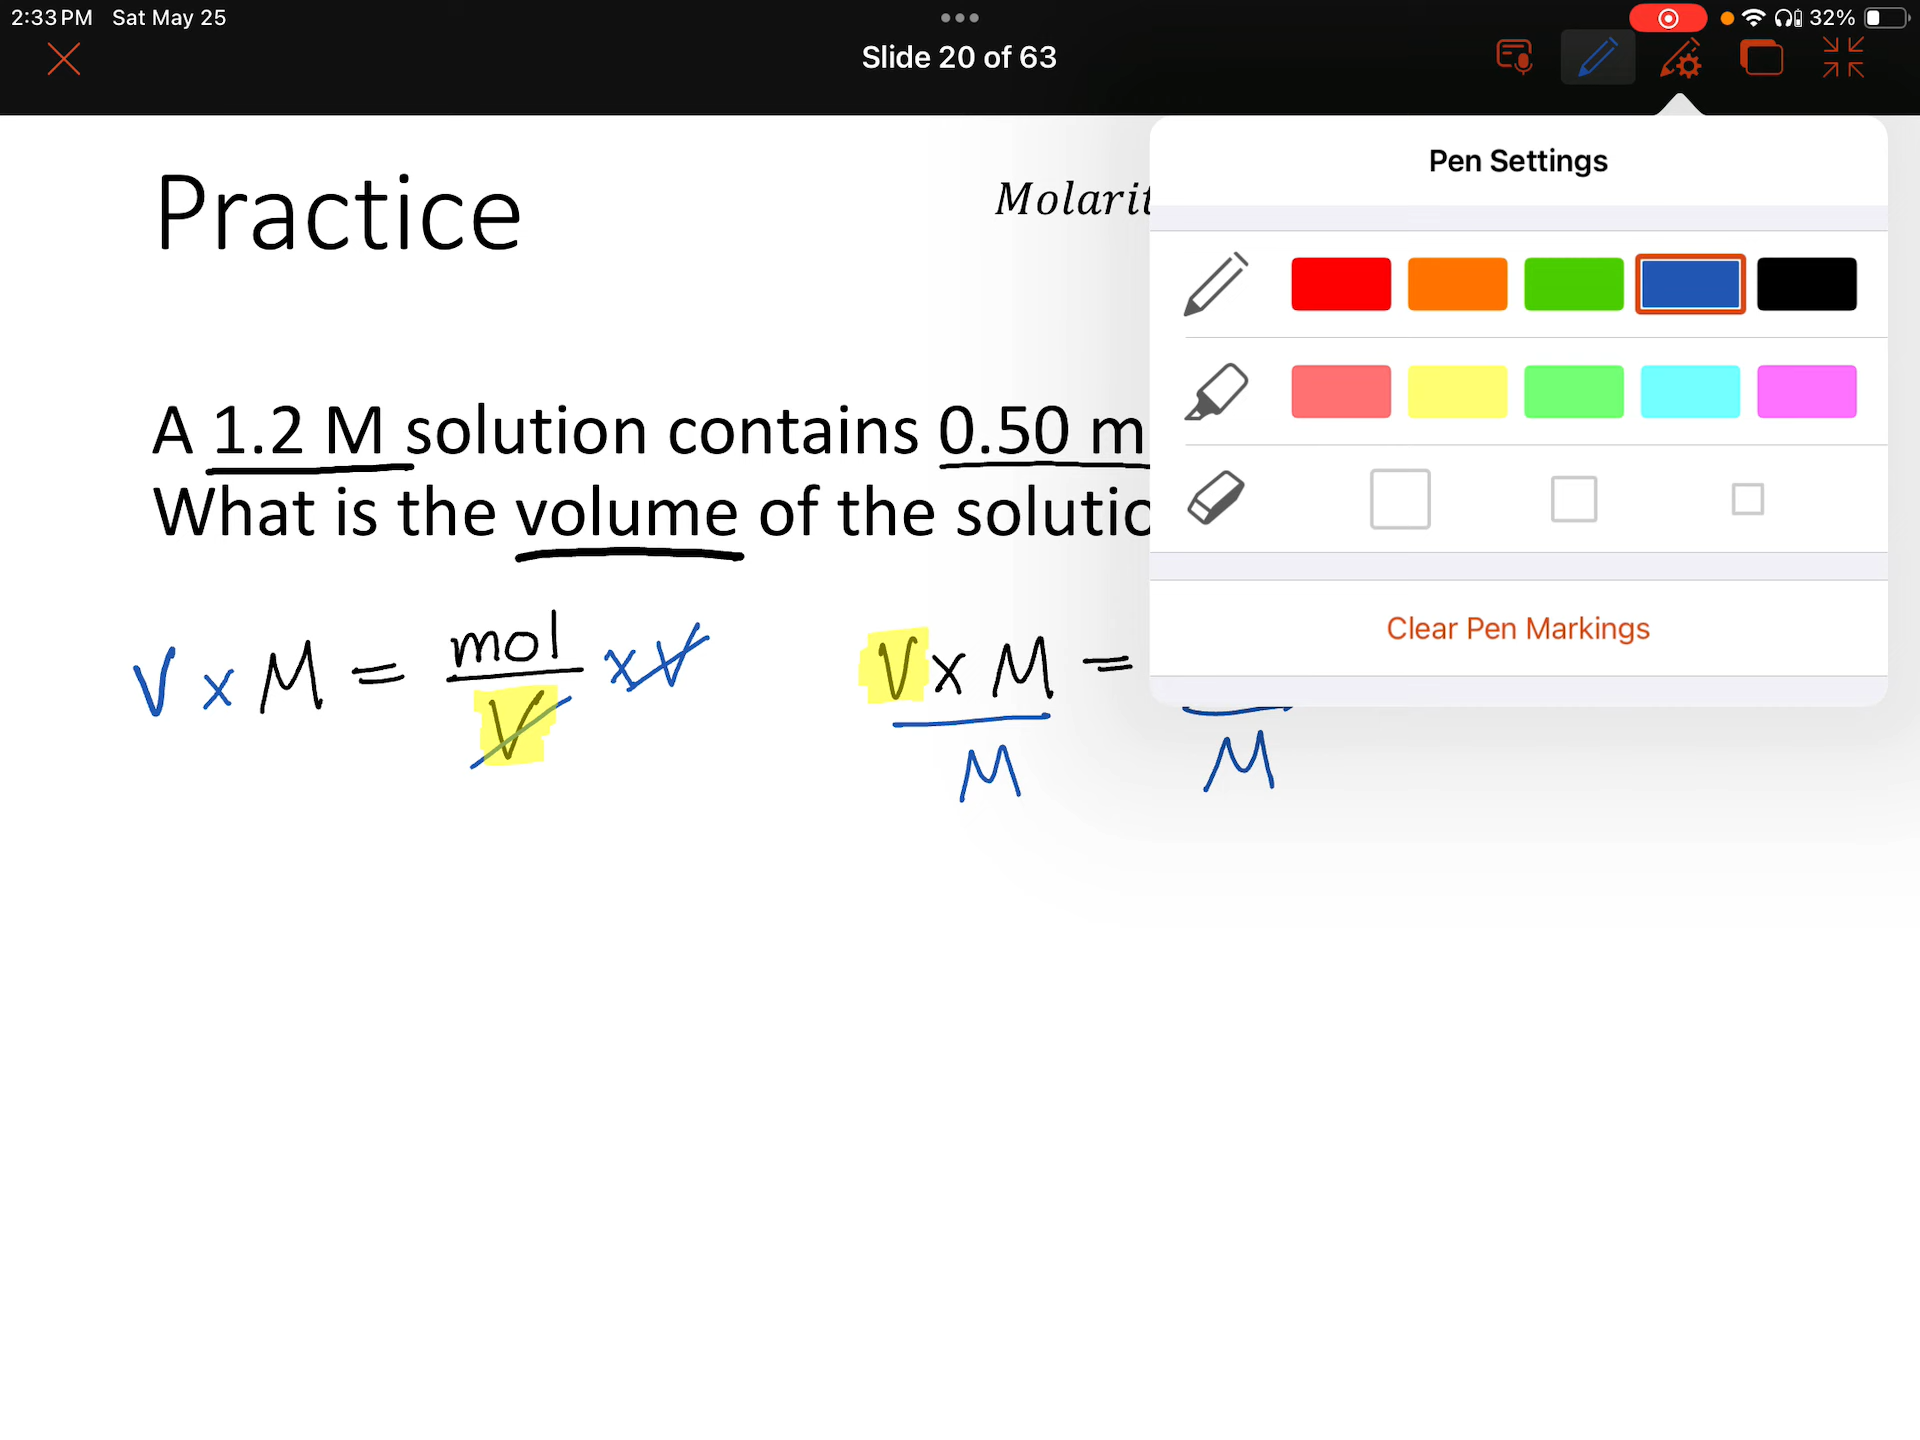 2:33 PM Sat May 25
32%
Slide 20 of 63
Practice
Molarit
Pen Settings
A 1.2 M solution contains 0.50 m
What is the volume of the solutio
Clear Pen Markings
V x M = mol / V x V
V x M =
M
M